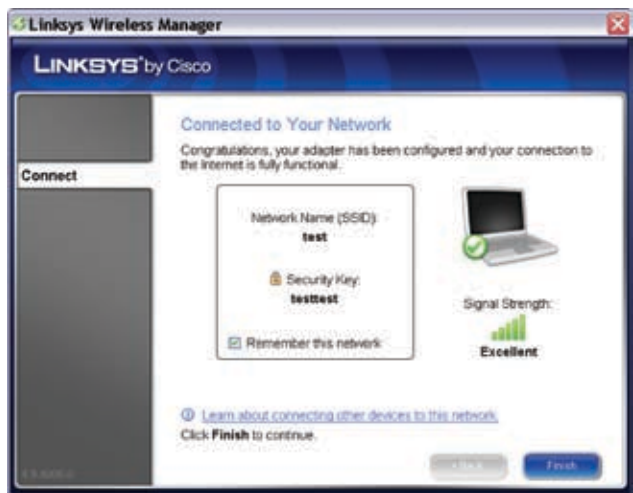 Linksys Wireless Manager
LINKSYS® by Cisco
Connected to Your Network
Congratulations, your adapter has been configured and your connection to
the Internet is fully functional.
Connect
Network Name (SSID):
test
Security Key:
testtest
Remember this network
Signal Strength:
Excellent
Learn about connecting other devices to this network.
Click Finish to continue.
< Back
Finish